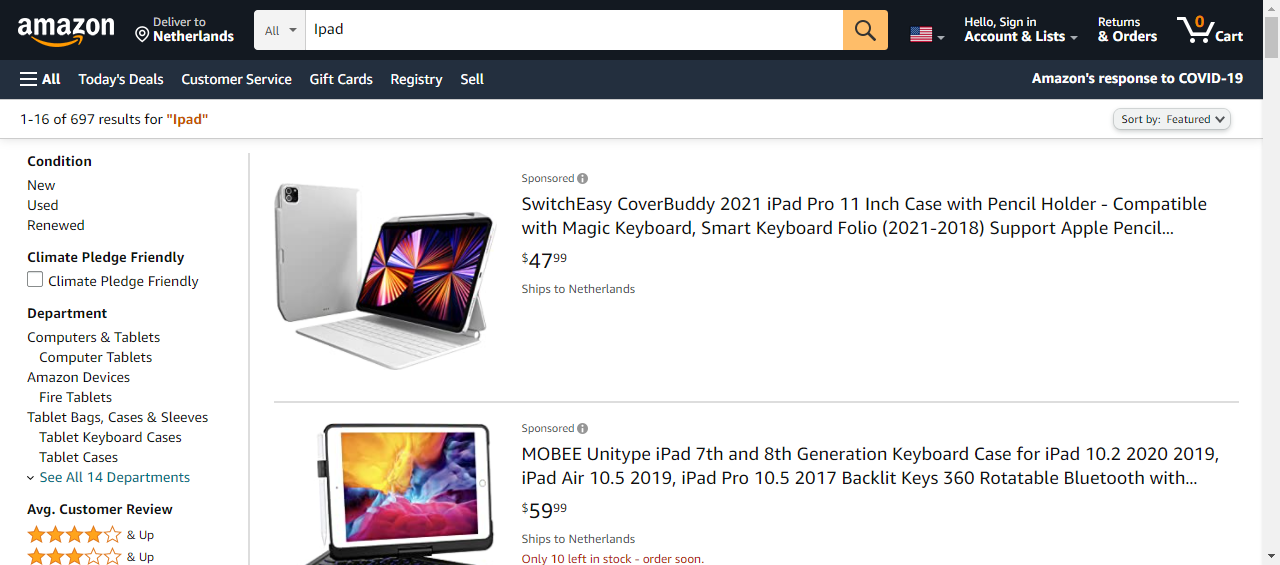 amazon
Deliver to
Netherlands
All
Ipad
Hello, Sign in
Account & Lists
Returns
& Orders
0
Cart
All
Today's Deals
Customer Service
Gift Cards
Registry
Sell
Amazon's response to COVID-19
1-16 of 697 results for "Ipad"
Sort by: Featured
Condition
New
Used
Renewed
Climate Pledge Friendly
Climate Pledge Friendly
Department
Computers & Tablets
Computer Tablets
Amazon Devices
Fire Tablets
Tablet Bags, Cases & Sleeves
Tablet Keyboard Cases
Tablet Cases
See All 14 Departments
Avg. Customer Review
& Up
& Up
Sponsored
SwitchEasy CoverBuddy 2021 iPad Pro 11 Inch Case with Pencil Holder - Compatible
with Magic Keyboard, Smart Keyboard Folio (2021-2018) Support Apple Pencil...
$4799
Ships to Netherlands
Sponsored
MOBEE Unitype iPad 7th and 8th Generation Keyboard Case for iPad 10.2 2020 2019,
iPad Air 10.5 2019, iPad Pro 10.5 2017 Backlit Keys 360 Rotatable Bluetooth with...
$5999
Ships to Netherlands
Only 10 left in stock - order soon.